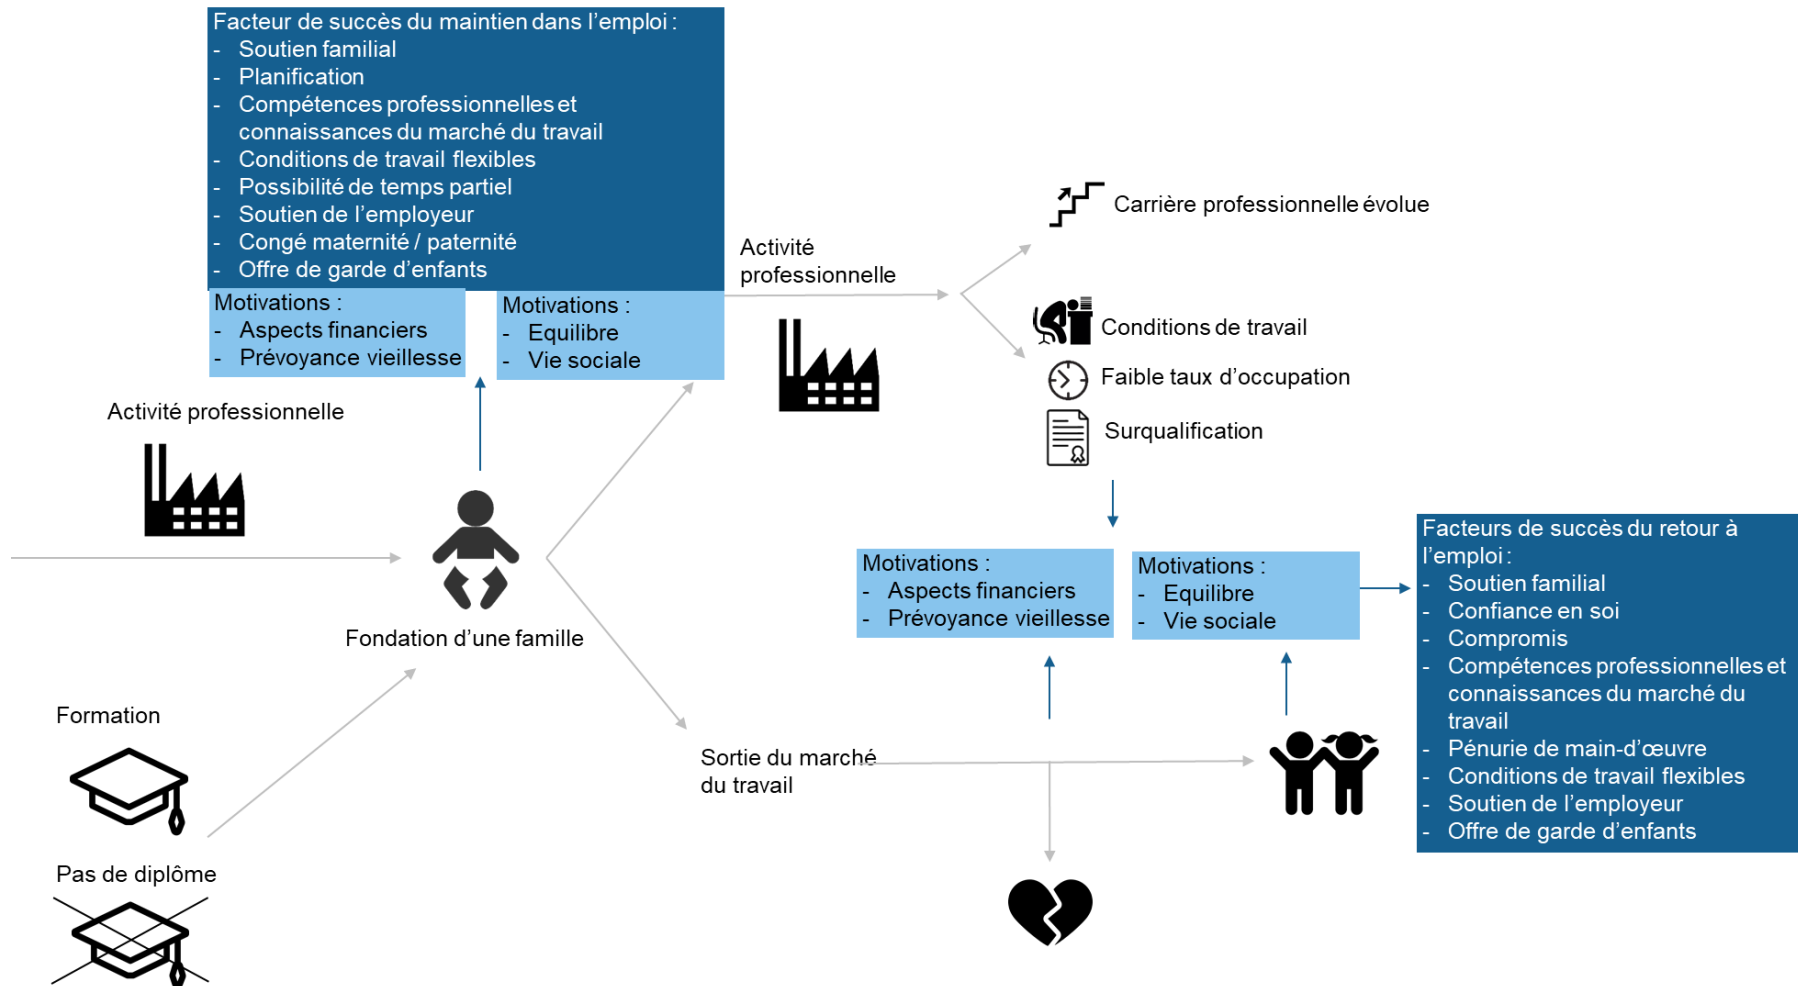 Facteur de succès du maintien dans l’emploi :
- Soutien familial
- Planification
- Compétences professionnelles et
connaissances du marché du travail
- Conditions de travail flexibles
- Possibilité de temps partiel
- Soutien de l’employeur
- Congé maternité / paternité
- Offre de garde d’enfants
Motivations :
- Aspects financiers
- Prévoyance vieillesse
Motivations :
- Equilibre
- Vie sociale
Activité
professionnelle
Carrière professionnelle évolue
Conditions de travail
Faible taux d’occupation
Surqualification
Activité professionnelle
Fondation d’une famille
Formation
Pas de diplôme
Sortie du marché
du travail
Motivations :
- Aspects financiers
- Prévoyance vieillesse
Motivations :
- Equilibre
- Vie sociale
Facteurs de succès du retour à
l’emploi :
- Soutien familial
- Confiance en soi
- Compromis
- Compétences professionnelles et
connaissances du marché du
travail
- Pénurie de main-d’œuvre
- Conditions de travail flexibles
- Soutien de l’employeur
- Offre de garde d’enfants